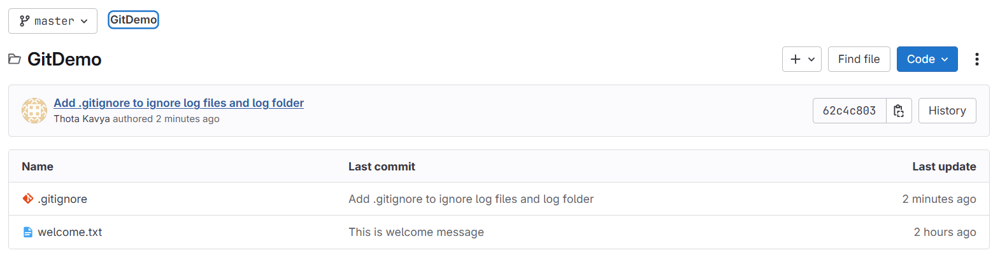 master GitDemo
GitDemo Find file Code
Add .gitignore to ignore log files and log folder
Thota Kavya authored 2 minutes ago
62c4c803 History
Name Last commit Last update
.gitignore Add .gitignore to ignore log files and log folder 2 minutes ago
welcome.txt This is welcome message 2 hours ago